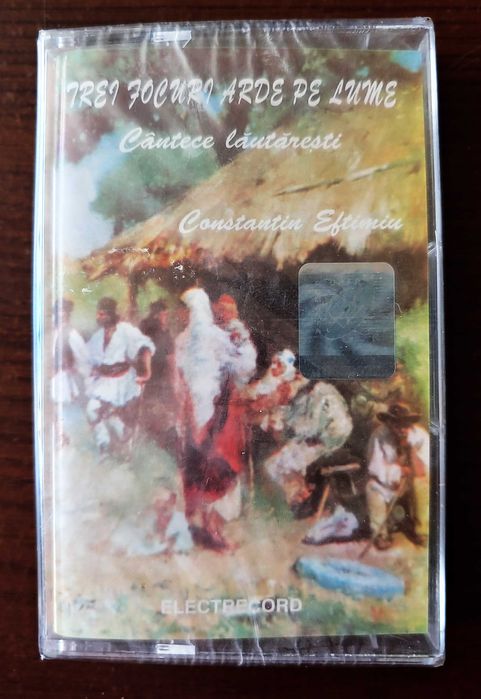 TREI FOCURI ARDE PE LUME
Cântece lăutărești
Constantin Eftimiu
ELECTRECORD